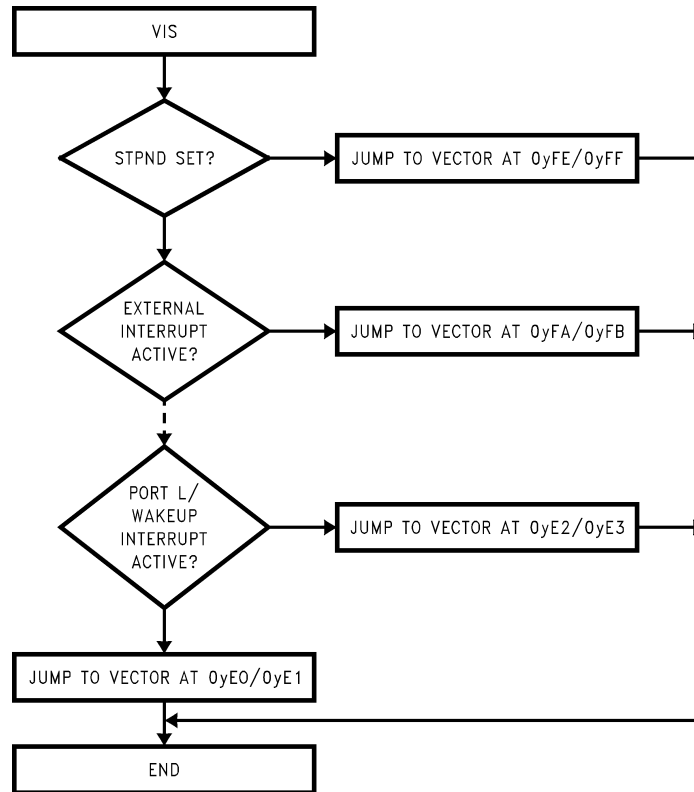 VIS
STPND SET?
JUMP TO VECTOR AT 0yFE/0yFF
EXTERNAL
INTERRUPT
ACTIVE?
JUMP TO VECTOR AT 0yFA/0yFB
PORT L/
WAKEUP
INTERRUPT
ACTIVE?
JUMP TO VECTOR AT 0yE2/0yE3
JUMP TO VECTOR AT 0yE0/0yE1
END